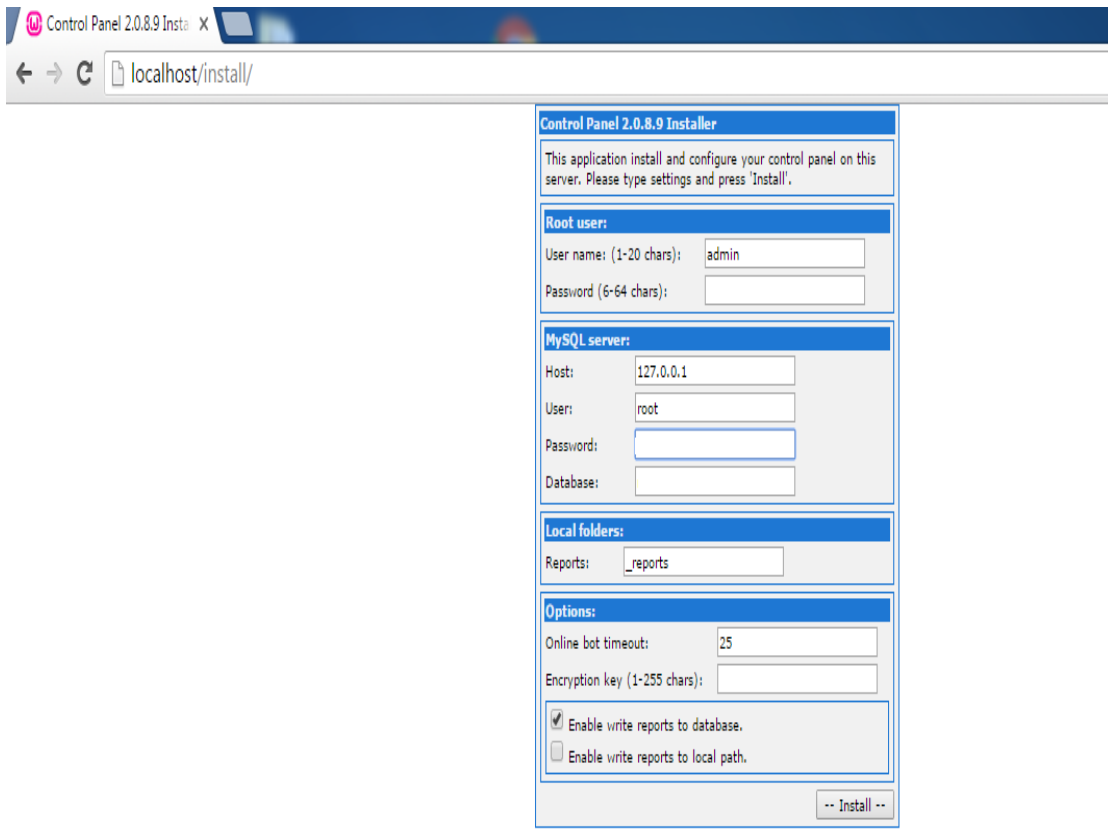 Control Panel 2.0.8.9 Insta
localhost/install/
Control Panel 2.0.8.9 Installer
This application install and configure your control panel on this
server. Please type settings and press 'Install'.
Root user:
User name: (1-20 chars): admin
Password (6-64 chars):
MySQL server:
Host: 127.0.0.1
User: root
Password:
Database:
Local folders:
Reports: _reports
Options:
Online bot timeout: 25
Encryption key (1-255 chars):
Enable write reports to database.
Enable write reports to local path.
-- Install --